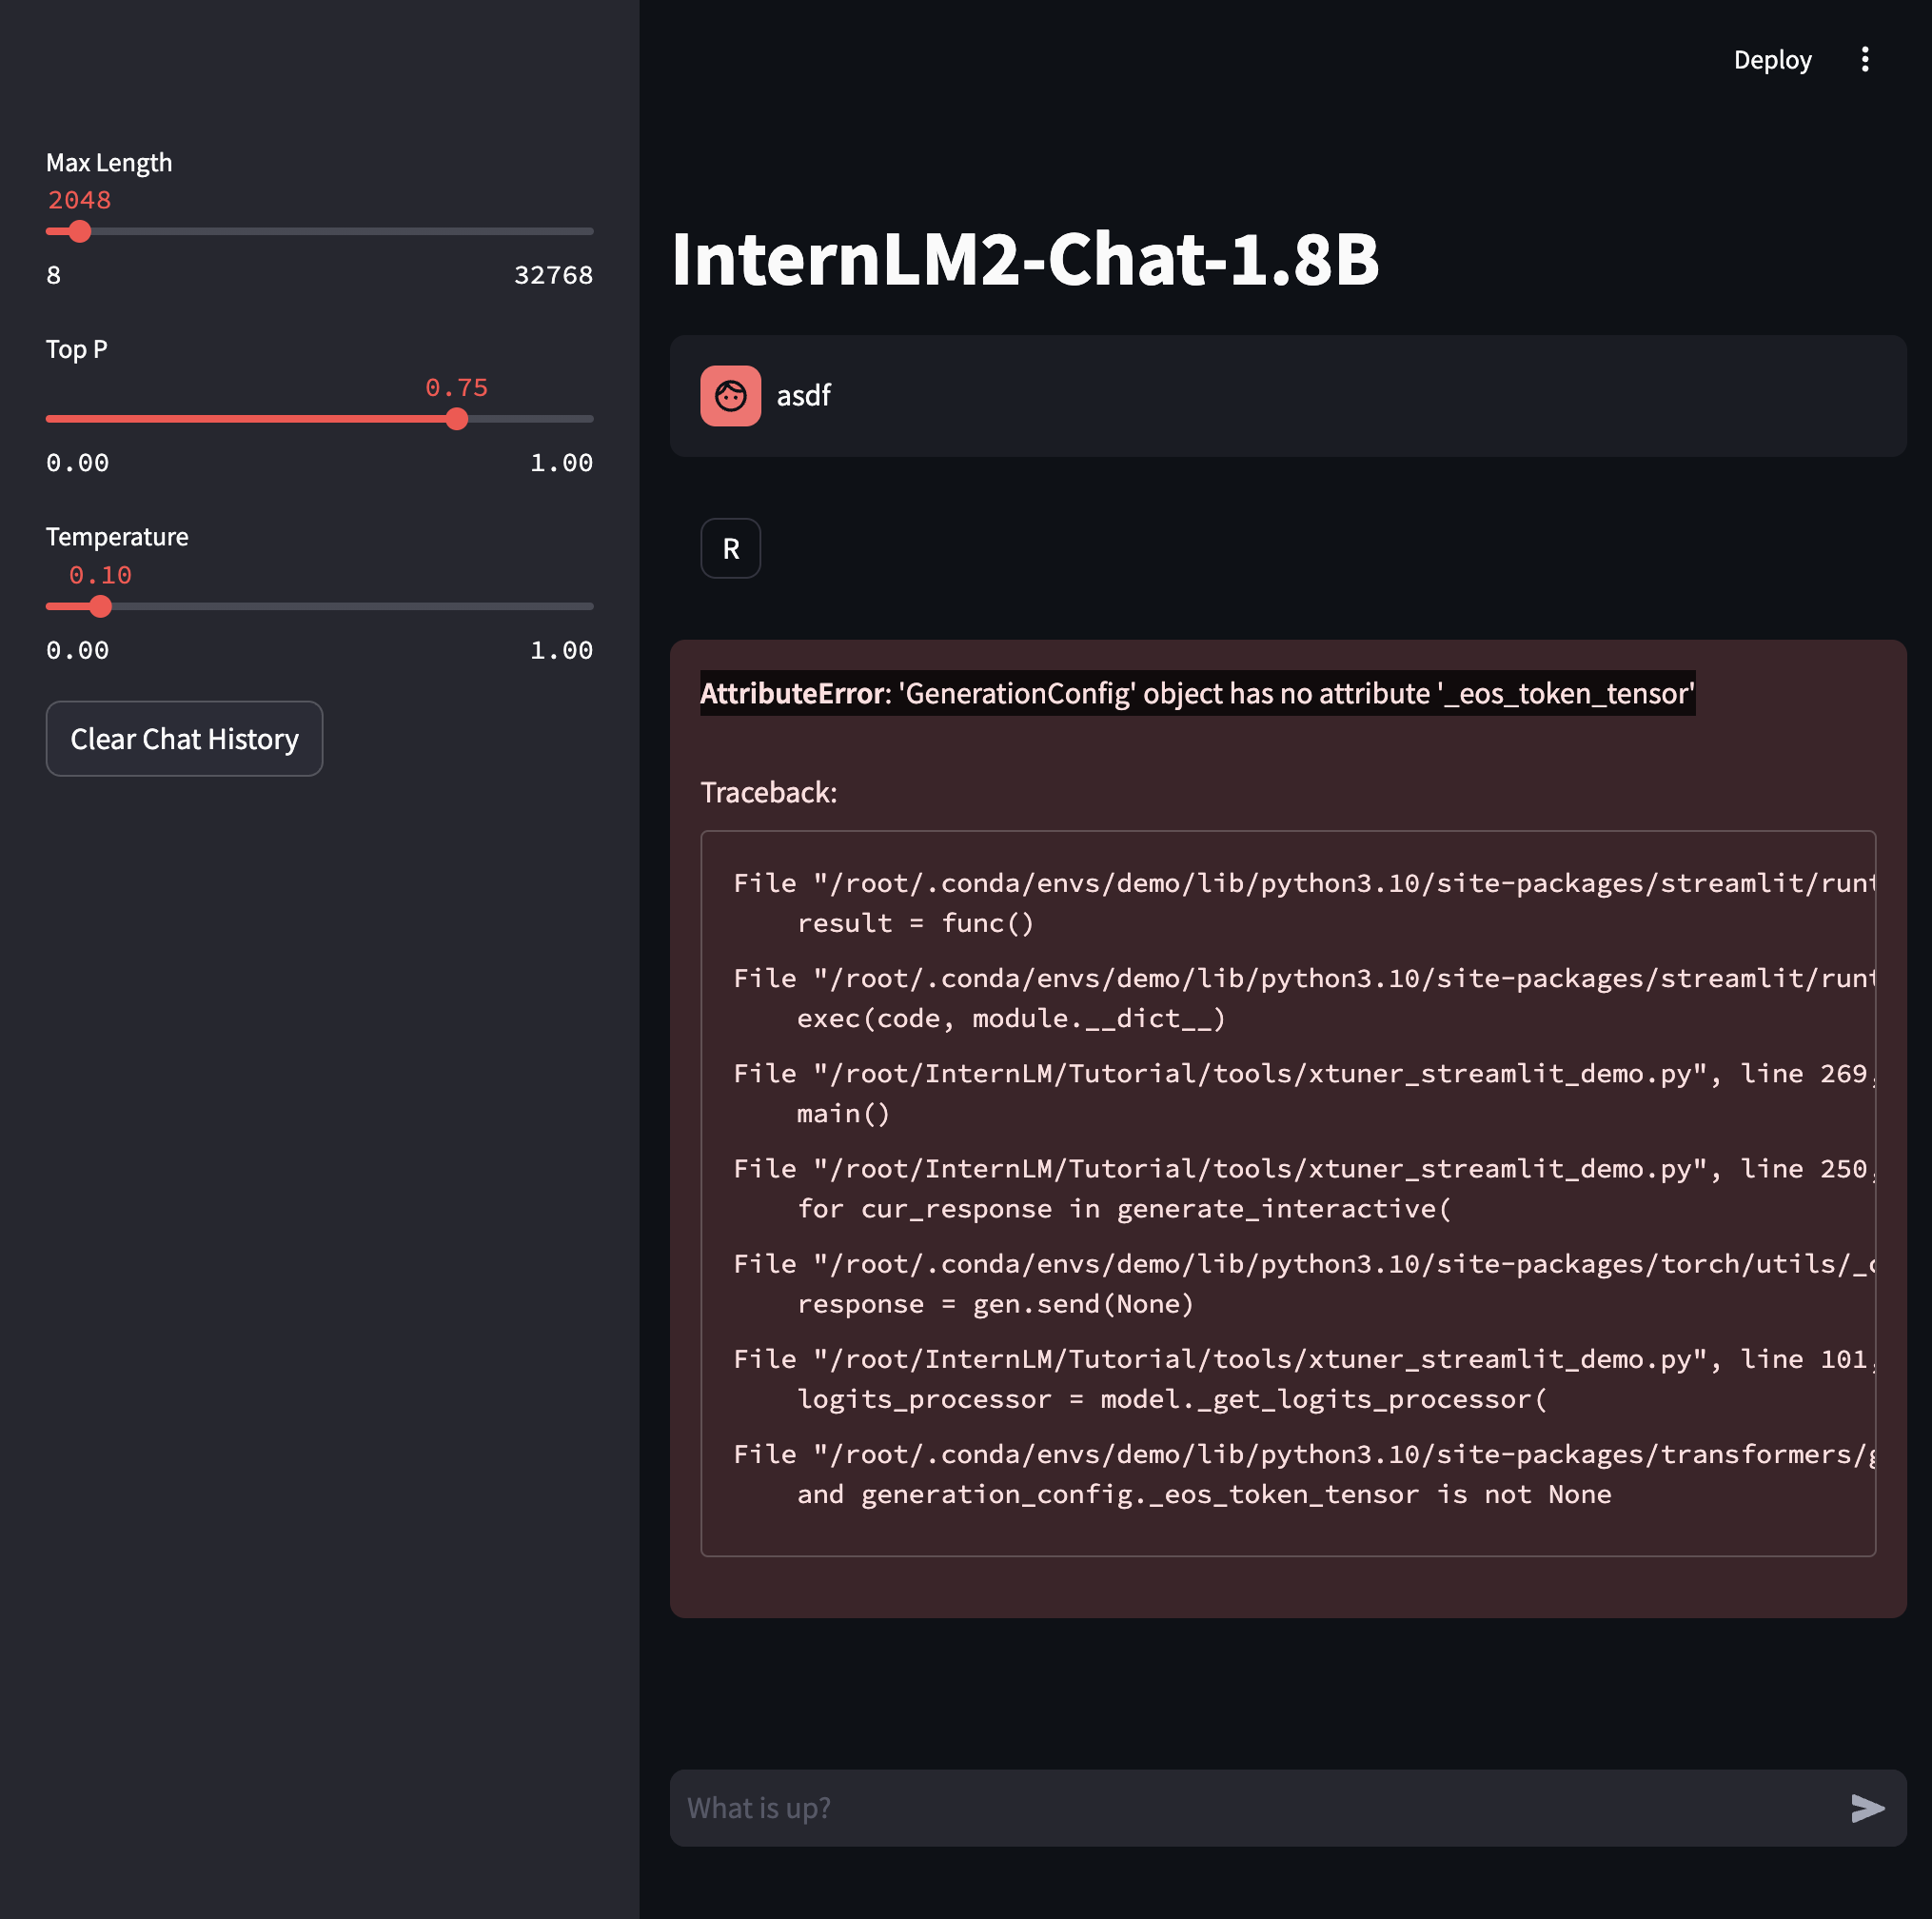 Deploy
Max Length
2048
8 32768
Top P
0.75
0.00 1.00
Temperature
0.10
0.00 1.00
Clear Chat History
InternLM2-Chat-1.8B
asdf
R
AttributeError: 'GenerationConfig' object has no attribute '_eos_token_tensor'
Traceback:
File "/root/.conda/envs/demo/lib/python3.10/site-packages/streamlit/runt
result = func()
File "/root/.conda/envs/demo/lib/python3.10/site-packages/streamlit/runt
exec(code, module.__dict__)
File "/root/InternLM/Tutorial/tools/xtuner_streamlit_demo.py", line 269,
main()
File "/root/InternLM/Tutorial/tools/xtuner_streamlit_demo.py", line 250,
for cur_response in generate_interactive(
File "/root/.conda/envs/demo/lib/python3.10/site-packages/torch/utils/_c
response = gen.send(None)
File "/root/InternLM/Tutorial/tools/xtuner_streamlit_demo.py", line 101,
logits_processor = model._get_logits_processor(
File "/root/.conda/envs/demo/lib/python3.10/site-packages/transformers/g
and generation_config._eos_token_tensor is not None
What is up?